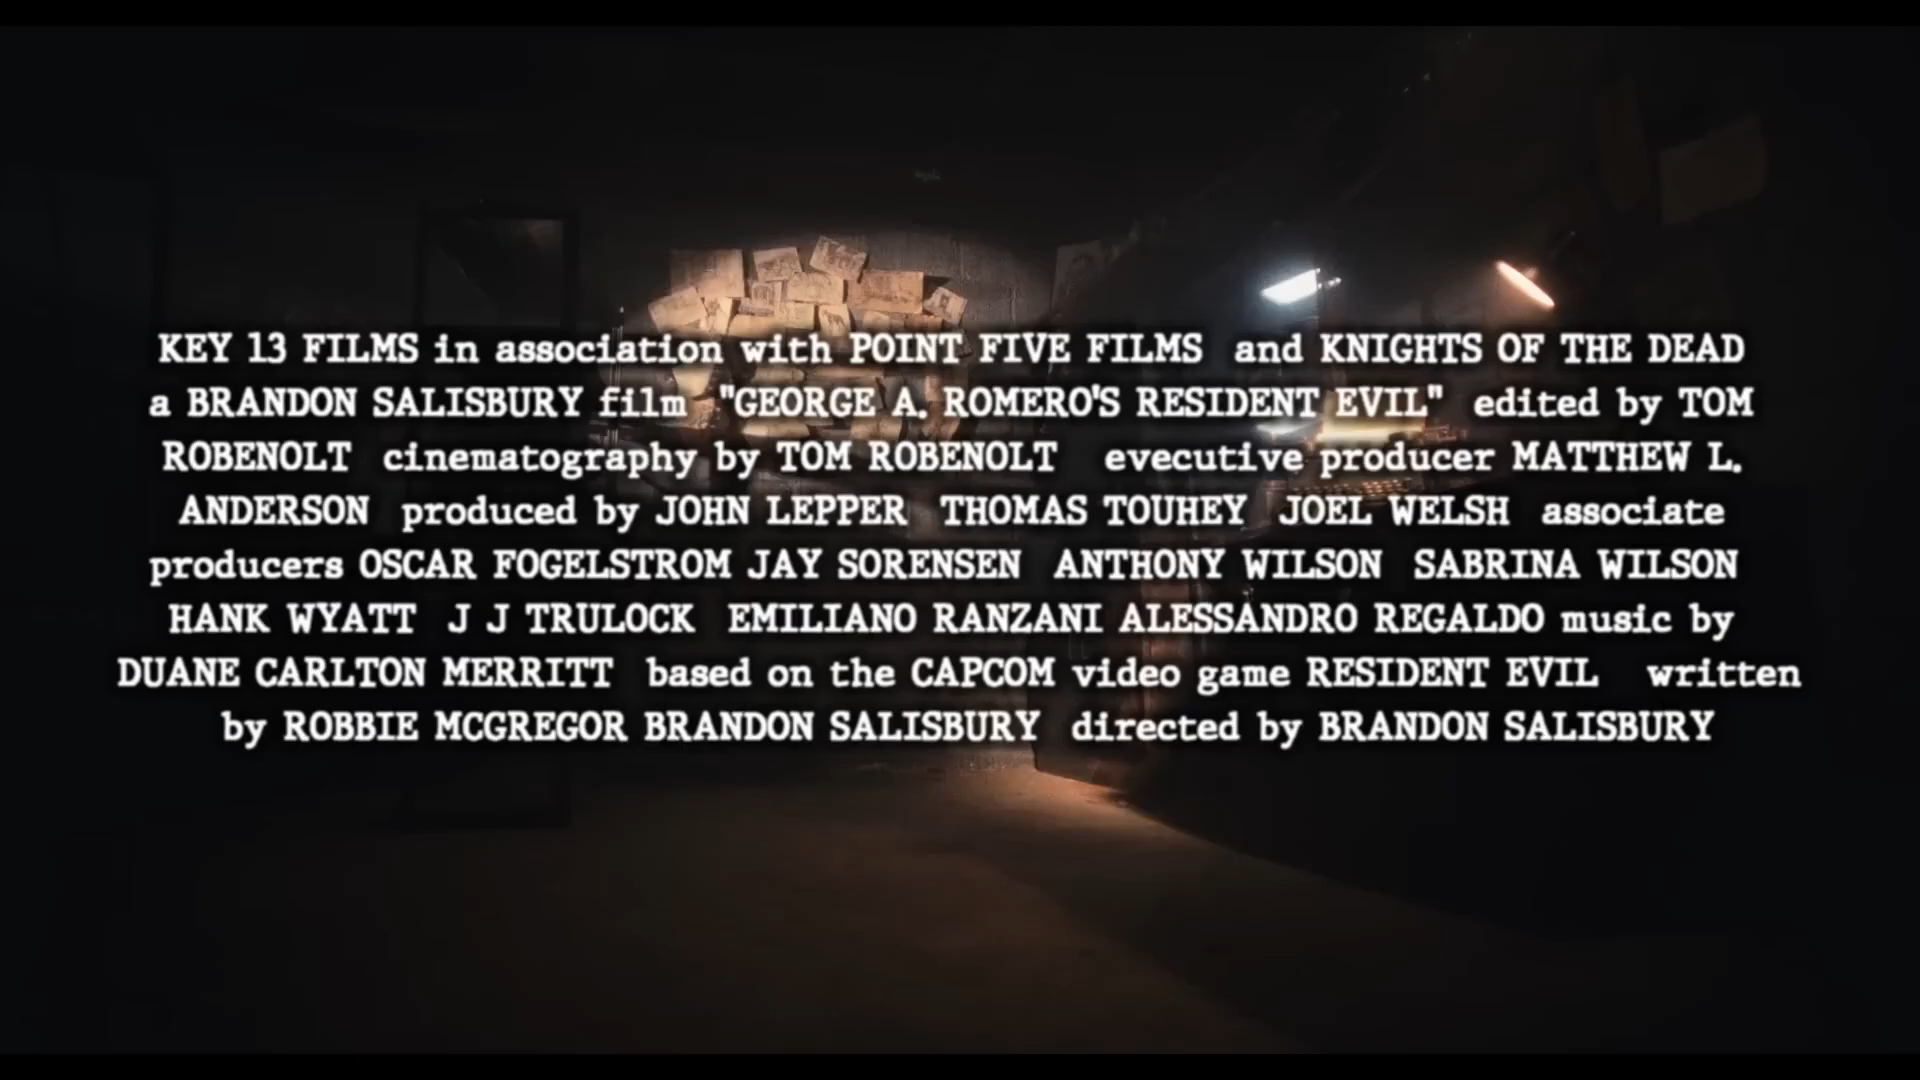 KEY 13 FILMS in association with POINT FIVE FILMS and KNIGHTS OF THE DEAD
a BRANDON SALISBURY film "GEORGE A. ROMERO'S RESIDENT EVIL" edited by TOM
ROBENOLT cinematography by TOM ROBENOLT evecutive producer MATTHEW L.
ANDERSON produced by JOHN LEPPER THOMAS TOUHEY JOEL WELSH associate
producers OSCAR FOGELSTROM JAY SORENSEN ANTHONY WILSON SABRINA WILSON
HANK WYATT J J TRULOCK EMILIANO RANZANI ALESSANDRO REGALDO music by
DUANE CARLTON MERRITT based on the CAPCOM video game RESIDENT EVIL written
by ROBBIE MCGREGOR BRANDON SALISBURY directed by BRANDON SALISBURY